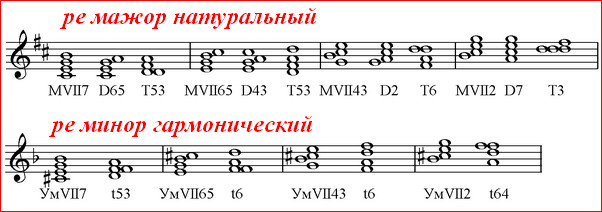 ре мажор натуральный
MVII7 D65 T53 MVII65 D43 T53 MVII43 D2 T6 MVII2 D7 T3
ре минор гармонический
УмVII7 t53 УмVII65 t6 УмVII43 t6 УмVII2 t64